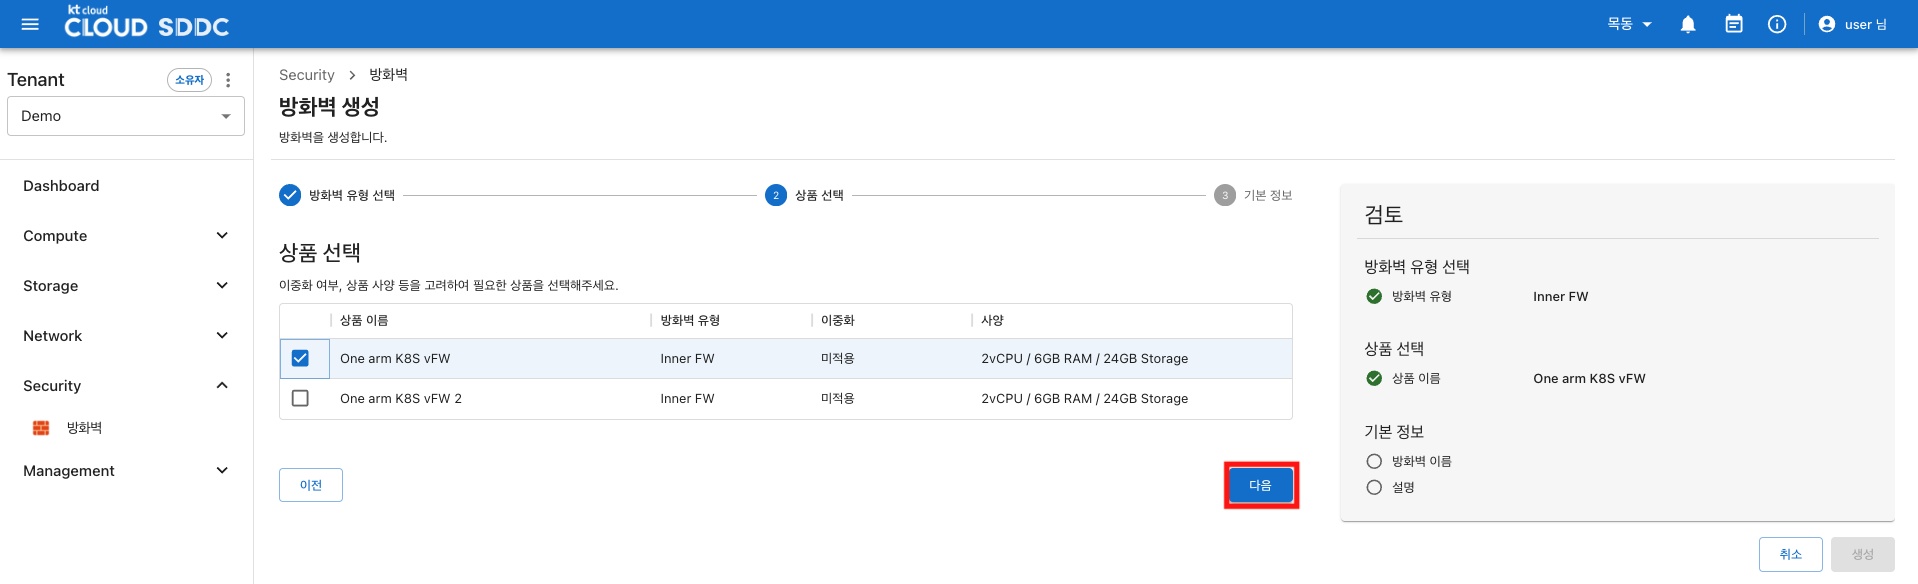 kt cloud
CLOUD SDDC
목동
user 님
Tenant
소유자
Demo
Dashboard
Compute
Storage
Network
Security
방화벽
Management
Security > 방화벽
방화벽 생성
방화벽을 생성합니다.
방화벽 유형 선택
2 상품 선택
3 기본 정보
상품 선택
이중화 여부, 상품 사양 등을 고려하여 필요한 상품을 선택해주세요.
상품 이름 방화벽 유형 이중화 사양
One arm K8S vFW Inner FW 미적용 2vCPU / 6GB RAM / 24GB Storage
One arm K8S vFW 2 Inner FW 미적용 2vCPU / 6GB RAM / 24GB Storage
이전
다음
검토
방화벽 유형 선택
방화벽 유형 Inner FW
상품 선택
상품 이름 One arm K8S vFW
기본 정보
방화벽 이름
설명
취소
생성